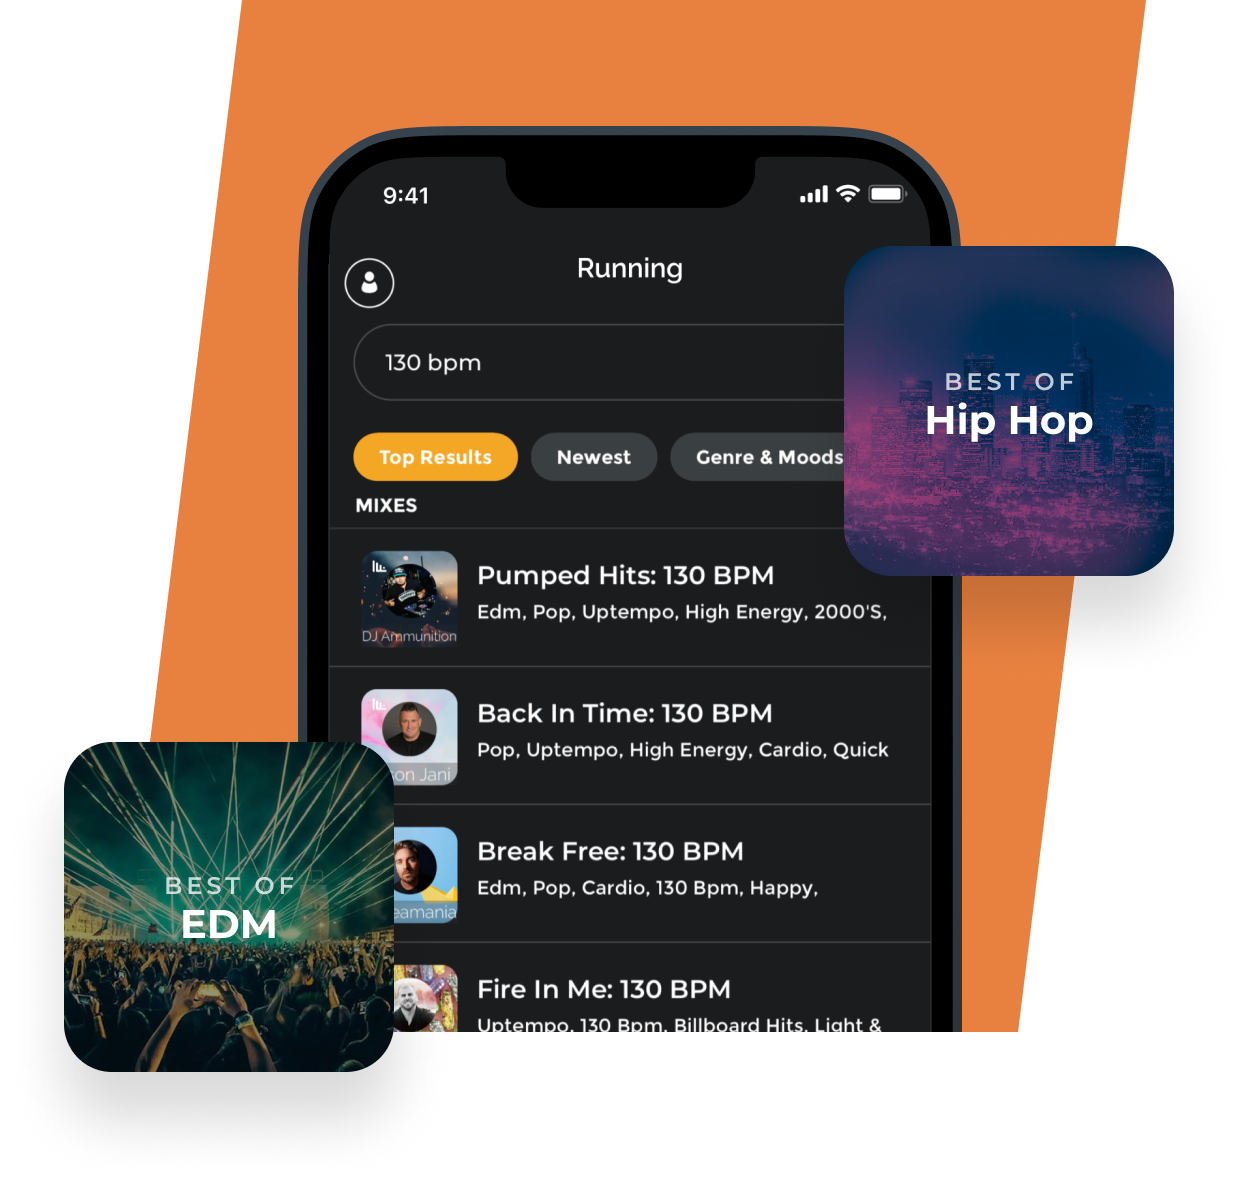 9:41
Running
130 bpm
Top Results
Newest
Genre & Moods
MIXES
BEST OF
Hip Hop
DJ Ammunition
Pumped Hits: 130 BPM
Edm, Pop, Uptempo, High Energy, 2000'S,
Jani
Back In Time: 130 BPM
Pop, Uptempo, High Energy, Cardio, Quick
Break Free: 130 BPM
Edm, Pop, Cardio, 130 Bpm, Happy,
BEST OF
EDM
Fire In Me: 130 BPM
Uptempo, 130 Bpm, Billboard Hits, Light &